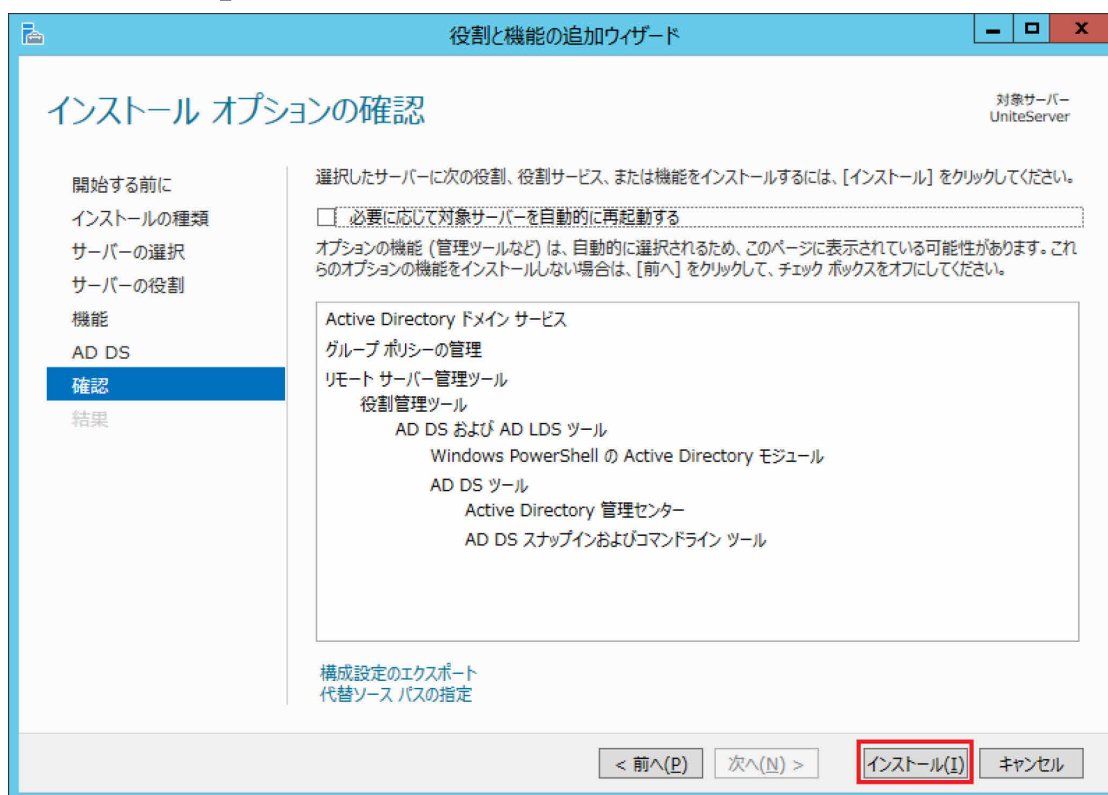 役割と機能の追加ウィザード
インストール オプションの確認
対象サーバー
UniteServer
開始する前に
インストールの種類
サーバーの選択
サーバーの役割
機能
AD DS
確認
結果
選択したサーバーに次の役割、役割サービス、または機能をインストールするには、[インストール] をクリックしてください。
必要に応じて対象サーバーを自動的に再起動する
オプションの機能 (管理ツールなど) は、自動的に選択されるため、このページに表示されている可能性があります。これ
らのオプションの機能をインストールしない場合は、[前へ] をクリックして、チェック ボックスをオフにしてください。
Active Directory ドメイン サービス
グループ ポリシーの管理
リモート サーバー管理ツール
役割管理ツール
AD DS および AD LDS ツール
Windows PowerShell の Active Directory モジュール
AD DS ツール
Active Directory 管理センター
AD DS スナップインおよびコマンドライン ツール
構成設定のエクスポート
代替ソース パスの指定
< 前へ(P) 次へ(N) > インストール(I) キャンセル